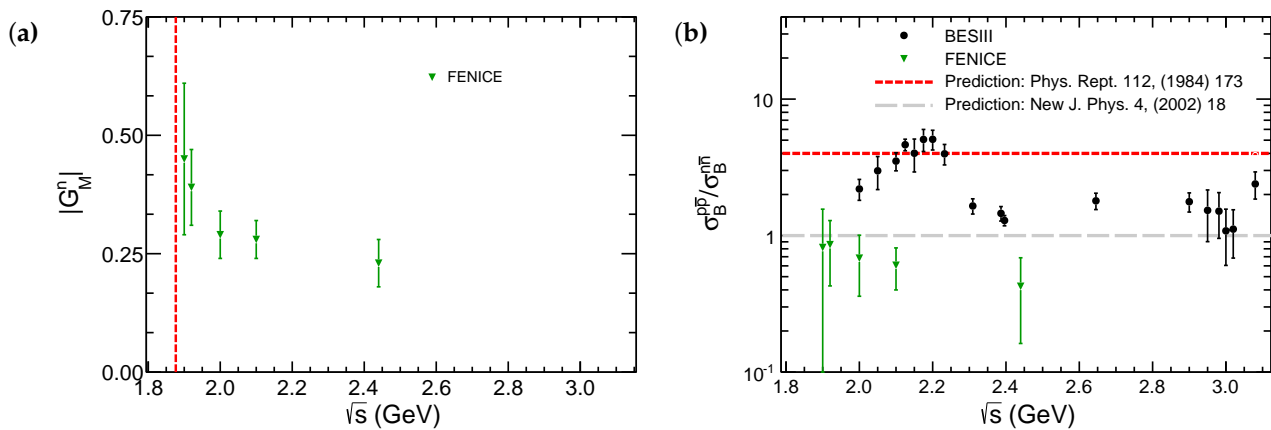 (a)
0.75
0.50
0.25
0.00
|G_M^n|
FENICE
1.8 2.0 2.2 2.4 2.6 2.8 3.0
√s (GeV)
(b)
BESIII
FENICE
Prediction: Phys. Rept. 112, (1984) 173
Prediction: New J. Phys. 4, (2002) 18
10
1
10⁻¹
σ_B^{pp̅}/σ_B^{nn̅}
1.8 2.0 2.2 2.4 2.6 2.8 3.0
√s (GeV)